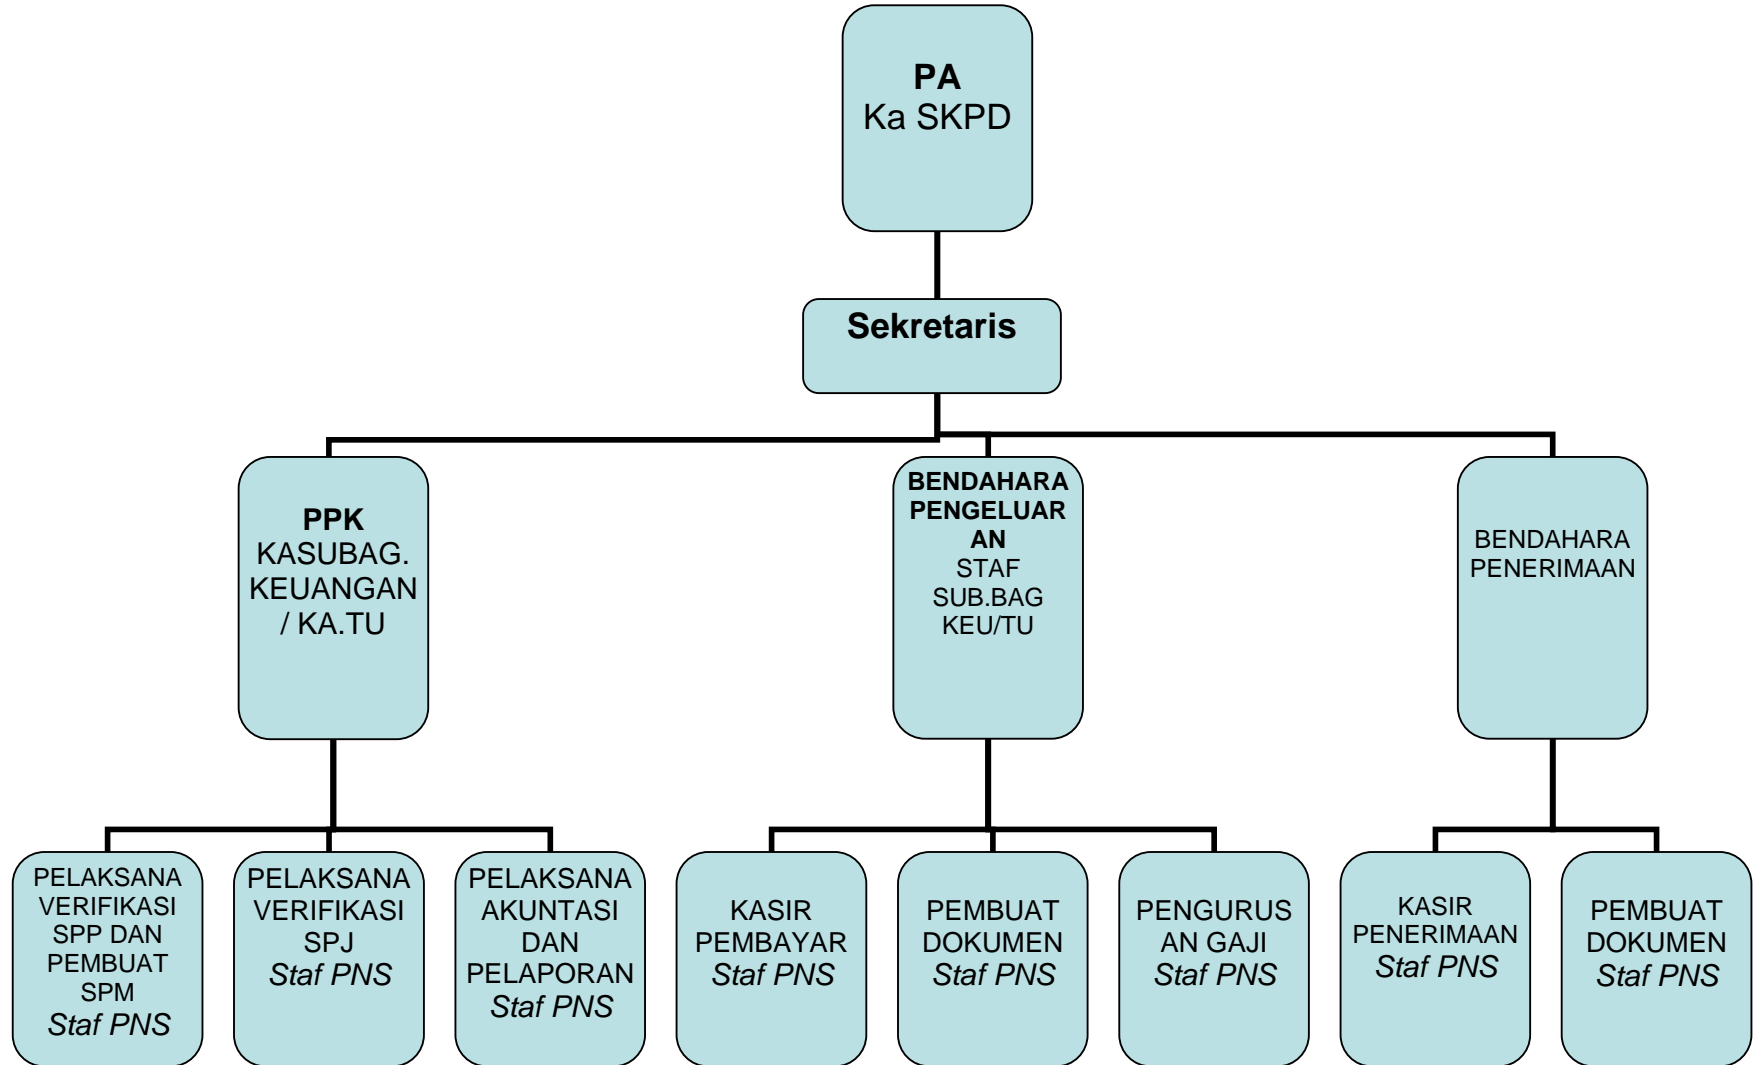 PA
Ka SKPD
Sekretaris
PPK
KASUBAG.
KEUANGAN
/ KA.TU
BENDAHARA
PENGELUAR
AN
STAF
SUB.BAG
KEU/TU
BENDAHARA
PENERIMAAN
PELAKSANA
VERIFIKASI
SPP DAN
PEMBUAT
SPM
Staf PNS
PELAKSANA
VERIFIKASI
SPJ
Staf PNS
PELAKSANA
AKUNTASI
DAN
PELAPORAN
Staf PNS
KASIR
PEMBAYAR
Staf PNS
PEMBUAT
DOKUMEN
Staf PNS
PENGURUS
AN GAJI
Staf PNS
KASIR
PENERIMAAN
Staf PNS
PEMBUAT
DOKUMEN
Staf PNS